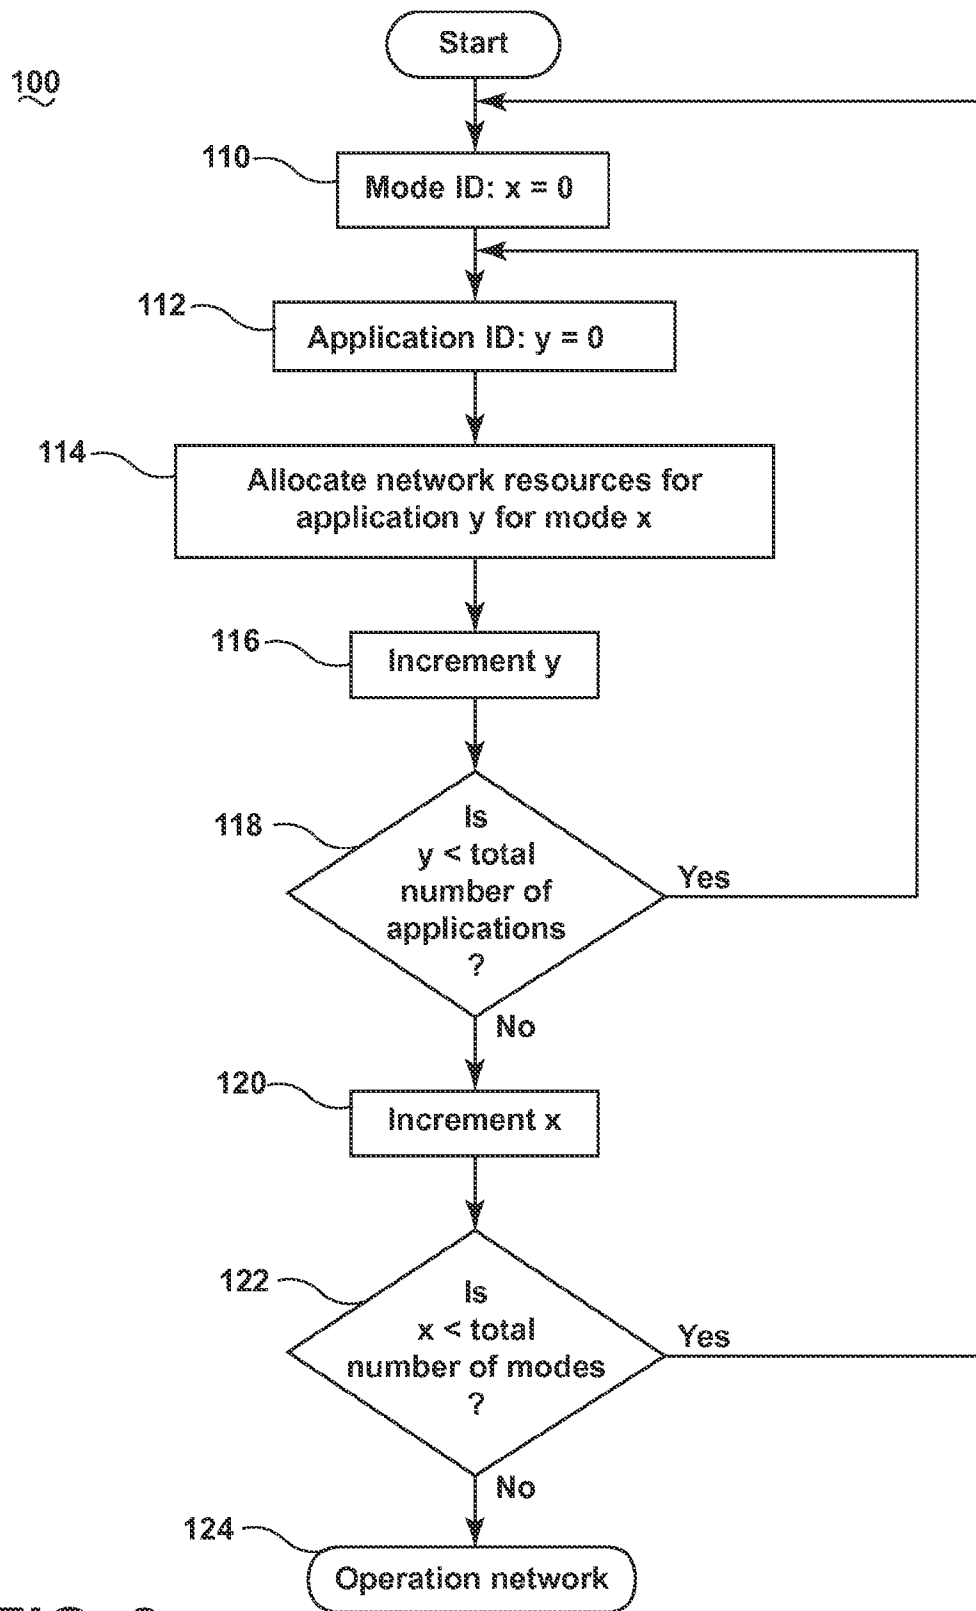 Start
100
110
Mode ID: x = 0
112
Application ID: y = 0
114
Allocate network resources for
application y for mode x
116
Increment y
118
Is
y < total
number of
applications
?
Yes
No
120
Increment x
122
Is
x < total
number of modes
?
Yes
No
124
Operation network